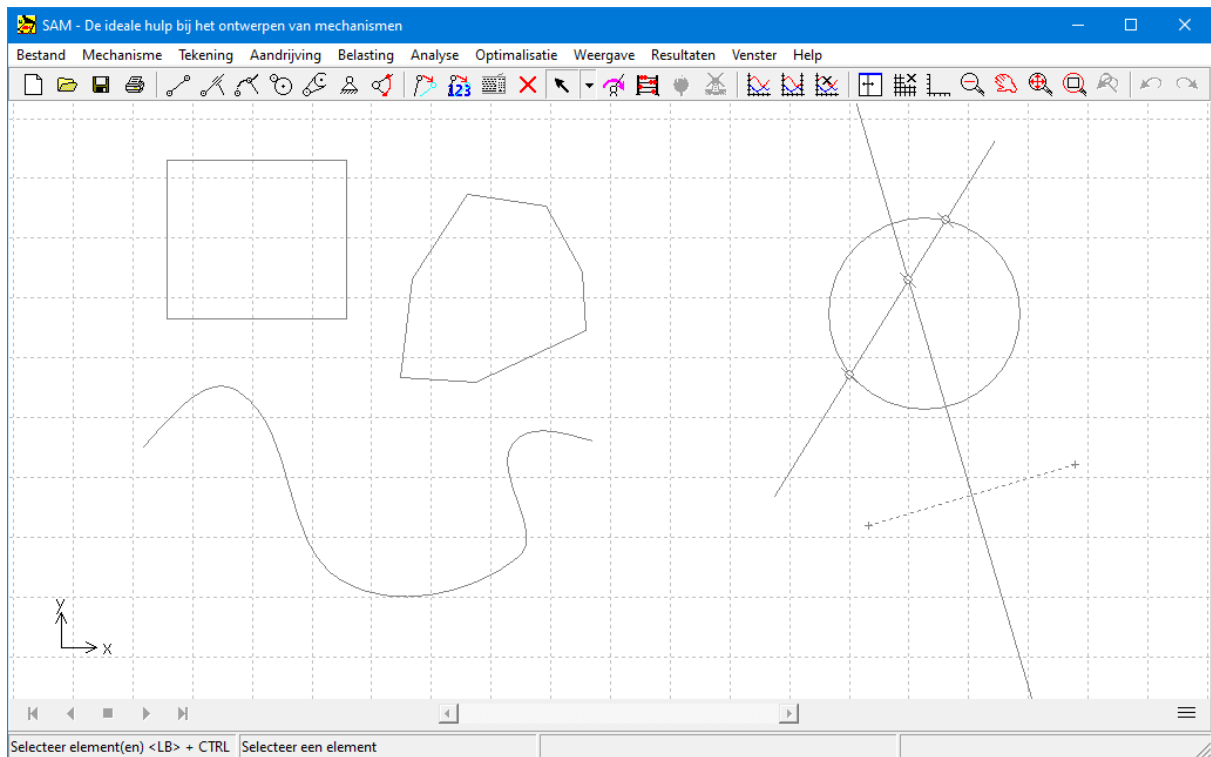 SAM - De ideale hulp bij het ontwerpen van mechanismen
Bestand Mechanisme Tekening Aandrijving Belasting Analyse Optimalisatie Weergave Resultaten Venster Help
123
y
x
Selecteer element(en) <LB> + CTRL Selecteer een element